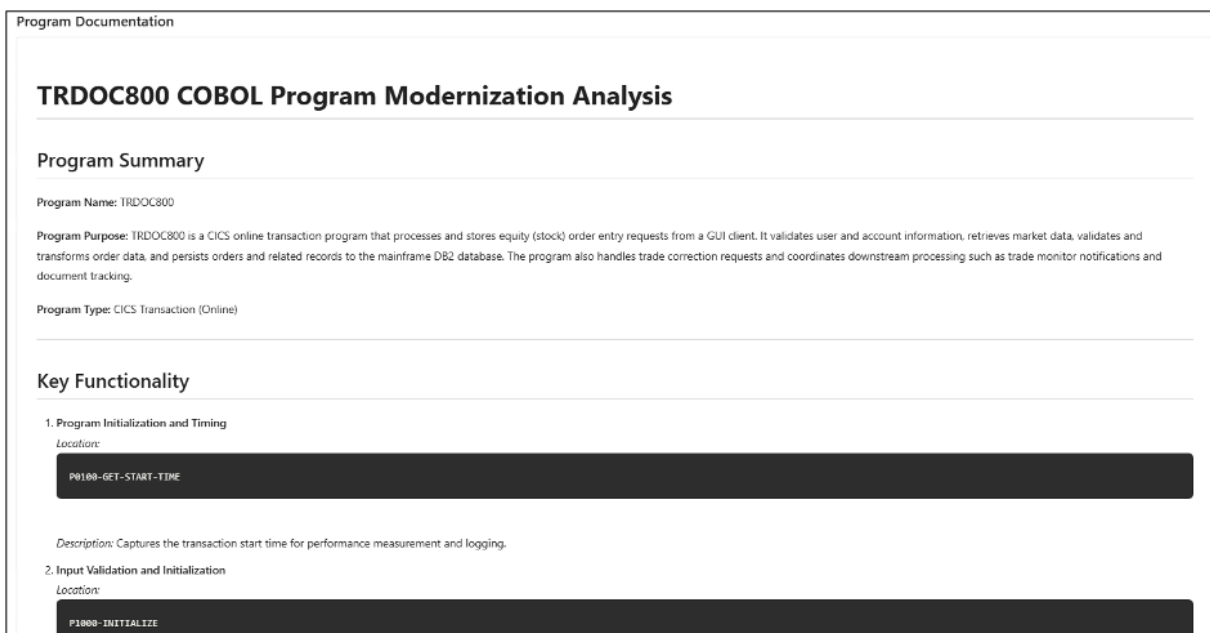 Program Documentation
TRDOC800 COBOL Program Modernization Analysis
Program Summary
Program Name: TRDOC800
Program Purpose: TRDOC800 is a CICS online transaction program that processes and stores equity (stock) order entry requests from a GUI client. It validates user and account information, retrieves market data, validates and
transforms order data, and persists orders and related records to the mainframe DB2 database. The program also handles trade correction requests and coordinates downstream processing such as trade monitor notifications and
document tracking.
Program Type: CICS Transaction (Online)
Key Functionality
1. Program Initialization and Timing
Location:
P0100-GET-START-TIME
Description: Captures the transaction start time for performance measurement and logging.
2. Input Validation and Initialization
Location:
P1000-INITIALIZE